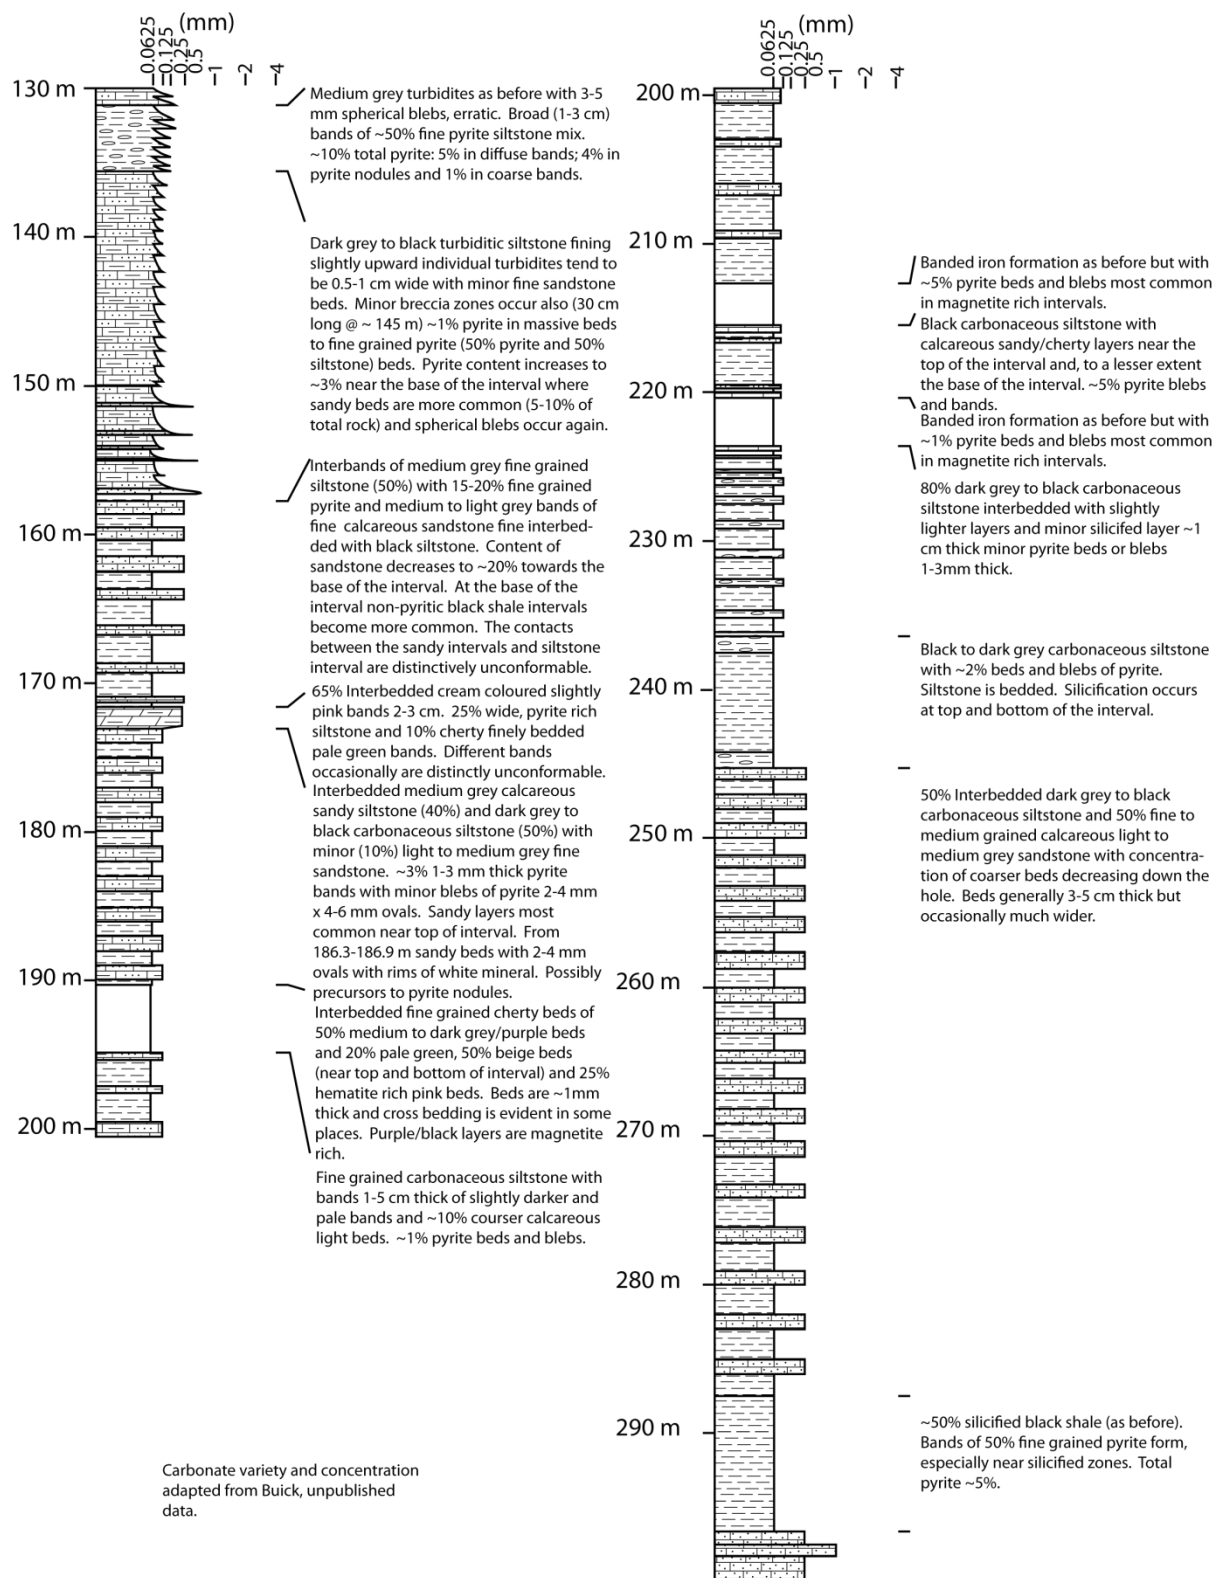 (mm)
0.0625
0.125
0.25
0.5
1
2
4
130 m
140 m
150 m
160 m
170 m
180 m
190 m
200 m
Medium grey turbidites as before with 3-5
mm spherical blebs, erratic. Broad (1-3 cm)
bands of ~50% fine pyrite siltstone mix.
~10% total pyrite: 5% in diffuse bands; 4% in
pyrite nodules and 1% in coarse bands.
Dark grey to black turbiditic siltstone fining
slightly upward individual turbidites tend to
be 0.5-1 cm wide with minor fine sandstone
beds. Minor breccia zones occur also (30 cm
long @ ~ 145 m) ~1% pyrite in massive beds
to fine grained pyrite (50% pyrite and 50%
siltstone) beds. Pyrite content increases to
~3% near the base of the interval where
sandy beds are more common (5-10% of
total rock) and spherical blebs occur again.
Interbands of medium grey fine grained
siltstone (50%) with 15-20% fine grained
pyrite and medium to light grey bands of
fine calcareous sandstone fine interbed-
ded with black siltstone. Content of
sandstone decreases to ~20% towards the
base of the interval. At the base of the
interval non-pyritic black shale intervals
become more common. The contacts
between the sandy intervals and siltstone
interval are distinctively unconformable.
65% Interbedded cream coloured slightly
pink bands 2-3 cm. 25% wide, pyrite rich
siltstone and 10% cherty finely bedded
pale green bands. Different bands
occasionally are distinctly unconformable.
Interbedded medium grey calcareous
sandy siltstone (40%) and dark grey to
black carbonaceous siltstone (50%) with
minor (10%) light to medium grey fine
sandstone. ~3% 1-3 mm thick pyrite
bands with minor blebs of pyrite 2-4 mm
x 4-6 mm ovals. Sandy layers most
common near top of interval. From
186.3-186.9 m sandy beds with 2-4 mm
ovals with rims of white mineral. Possibly
precursors to pyrite nodules.
Interbedded fine grained cherty beds of
50% medium to dark grey/purple beds
and 20% pale green, 50% beige beds
(near top and bottom of interval) and 25%
hematite rich pink beds. Beds are ~1mm
thick and cross bedding is evident in some
places. Purple/black layers are magnetite
rich.
Fine grained carbonaceous siltstone with
bands 1-5 cm thick of slightly darker and
pale bands and ~10% courser calcareous
light beds. ~1% pyrite beds and blebs.
Carbonate variety and concentration
adapted from Buick, unpublished
data.
(mm)
0.0625
0.125
0.25
0.5
1
2
4
200 m
210 m
220 m
230 m
240 m
250 m
260 m
270 m
280 m
290 m
Banded iron formation as before but with
~5% pyrite beds and blebs most common
in magnetite rich intervals.
Black carbonaceous siltstone with
calcareous sandy/cherty layers near the
top of the interval and, to a lesser extent
the base of the interval. ~5% pyrite blebs
and bands.
Banded iron formation as before but with
~1% pyrite beds and blebs most common
in magnetite rich intervals.
80% dark grey to black carbonaceous
siltstone interbedded with slightly
lighter layers and minor silicifed layer ~1
cm thick minor pyrite beds or blebs
1-3mm thick.
Black to dark grey carbonaceous siltstone
with ~2% beds and blebs of pyrite.
Siltstone is bedded. Silicification occurs
at top and bottom of the interval.
50% Interbedded dark grey to black
carbonaceous siltstone and 50% fine to
medium grained calcareous light to
medium grey sandstone with concentra-
tion of coarser beds decreasing down the
hole. Beds generally 3-5 cm thick but
occasionally much wider.
~50% silicified black shale (as before).
Bands of 50% fine grained pyrite form,
especially near silicified zones. Total
pyrite ~5%.